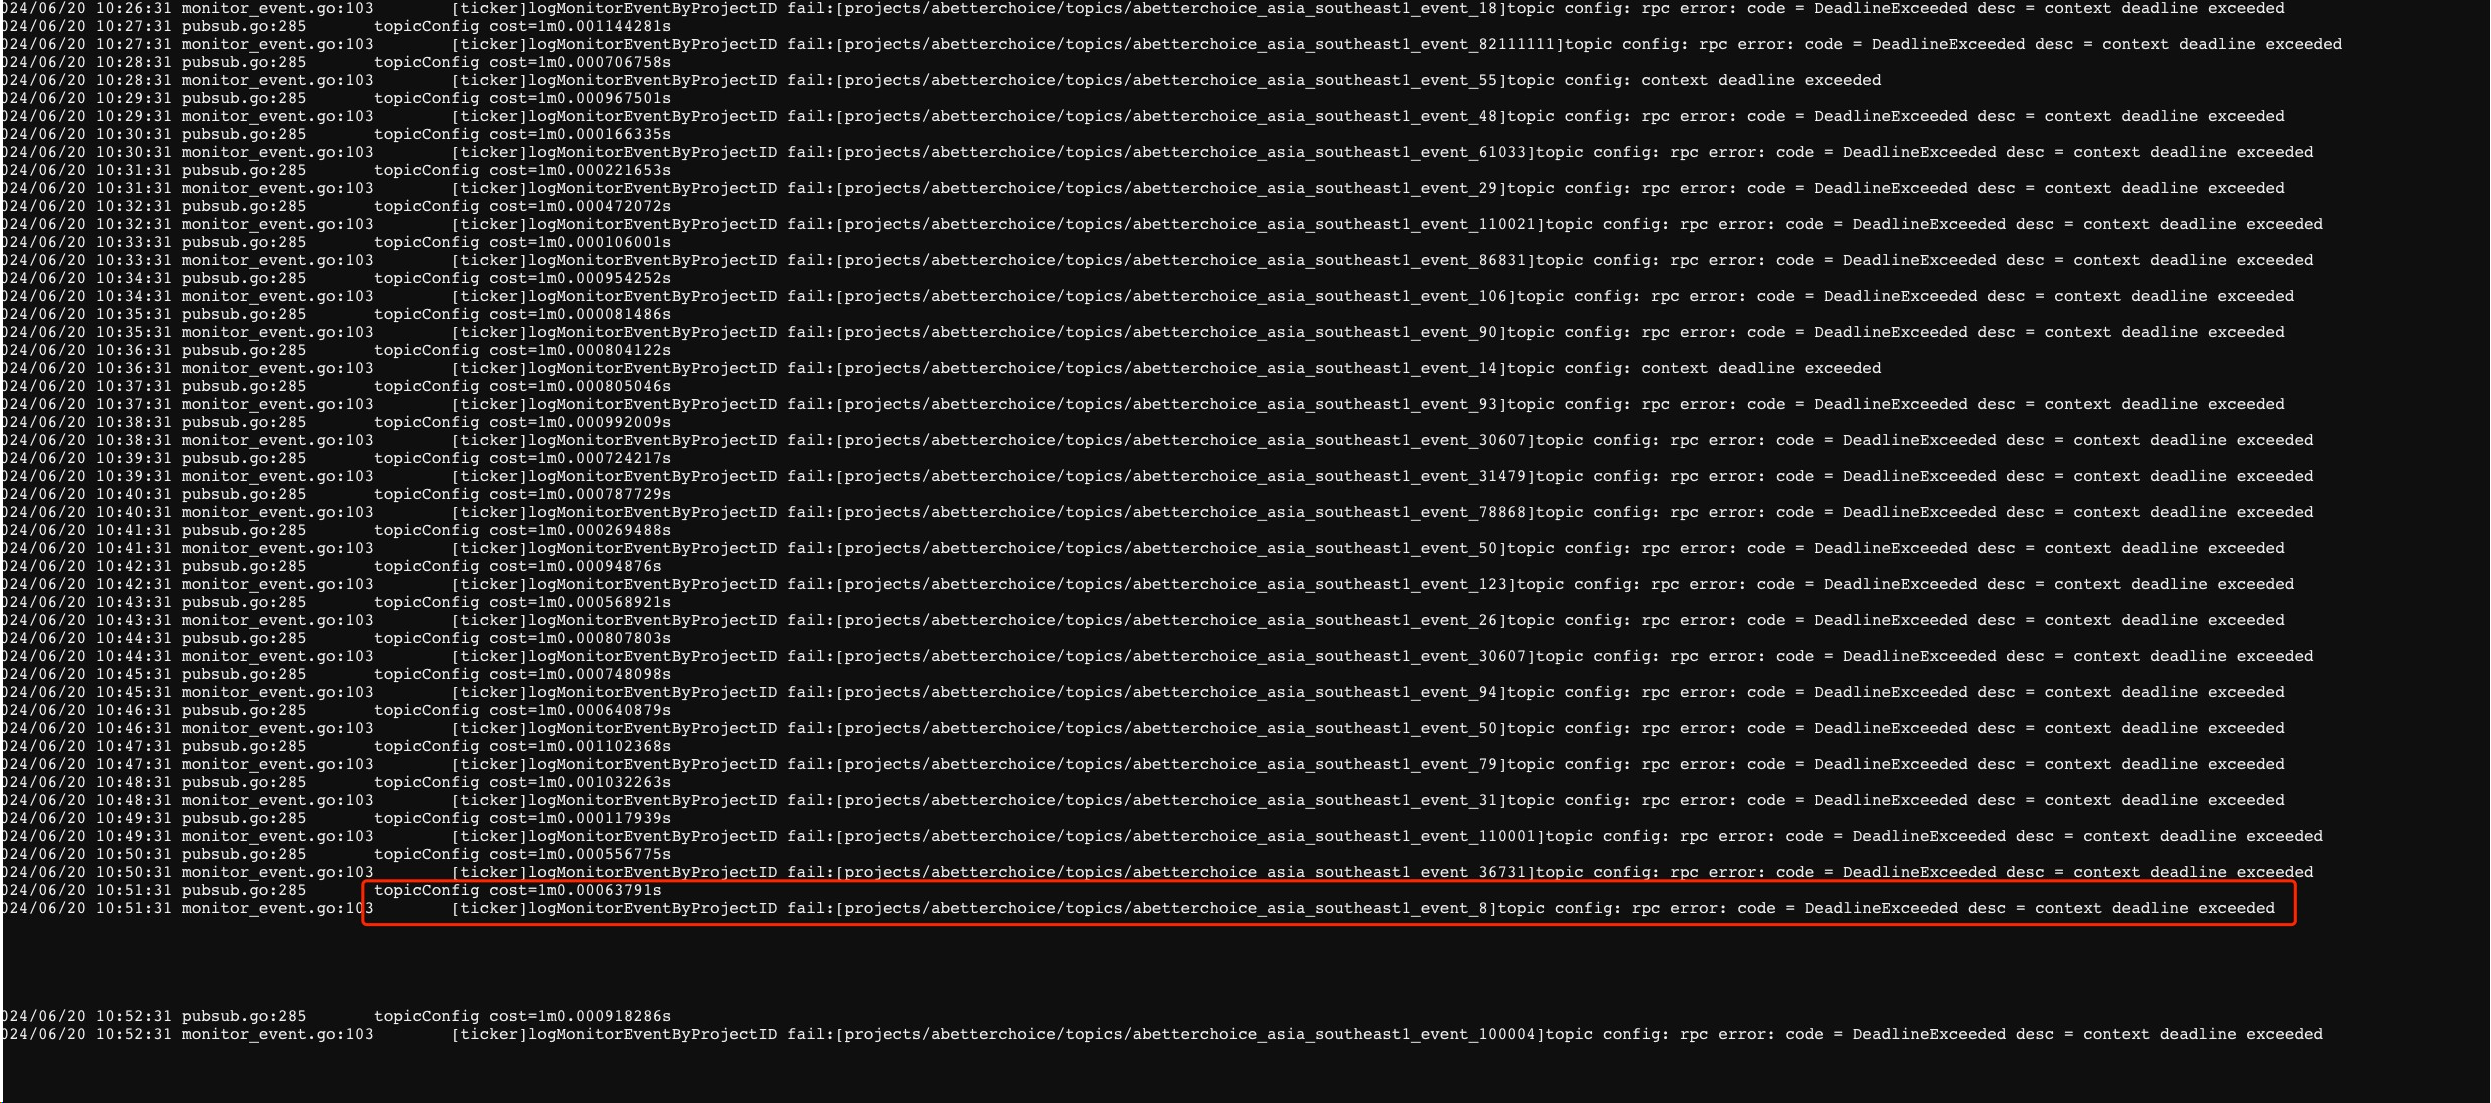 024/06/20 10:26:31 monitor_event.go:103 [ticker]logMonitorEventByProjectID fail:[projects/abetterchoice/topics/abetterchoice_asia_southeast1_event_18]topic config: rpc error: code = DeadlineExceeded desc = context deadline exceeded
024/06/20 10:27:31 pubsub.go:285 topicConfig cost=1m0.001144281s
024/06/20 10:27:31 monitor_event.go:103 [ticker]logMonitorEventByProjectID fail:[projects/abetterchoice/topics/abetterchoice_asia_southeast1_event_82111111]topic config: rpc error: code = DeadlineExceeded desc = context deadline exceeded
024/06/20 10:28:31 pubsub.go:285 topicConfig cost=1m0.000706758s
024/06/20 10:28:31 monitor_event.go:103 [ticker]logMonitorEventByProjectID fail:[projects/abetterchoice/topics/abetterchoice_asia_southeast1_event_55]topic config: context deadline exceeded
024/06/20 10:29:31 pubsub.go:285 topicConfig cost=1m0.000967501s
024/06/20 10:29:31 monitor_event.go:103 [ticker]logMonitorEventByProjectID fail:[projects/abetterchoice/topics/abetterchoice_asia_southeast1_event_48]topic config: rpc error: code = DeadlineExceeded desc = context deadline exceeded
024/06/20 10:30:31 pubsub.go:285 topicConfig cost=1m0.000166335s
024/06/20 10:30:31 monitor_event.go:103 [ticker]logMonitorEventByProjectID fail:[projects/abetterchoice/topics/abetterchoice_asia_southeast1_event_61033]topic config: rpc error: code = DeadlineExceeded desc = context deadline exceeded
024/06/20 10:31:31 pubsub.go:285 topicConfig cost=1m0.000221653s
024/06/20 10:31:31 monitor_event.go:103 [ticker]logMonitorEventByProjectID fail:[projects/abetterchoice/topics/abetterchoice_asia_southeast1_event_29]topic config: rpc error: code = DeadlineExceeded desc = context deadline exceeded
024/06/20 10:32:31 pubsub.go:285 topicConfig cost=1m0.000472072s
024/06/20 10:32:31 monitor_event.go:103 [ticker]logMonitorEventByProjectID fail:[projects/abetterchoice/topics/abetterchoice_asia_southeast1_event_110021]topic config: rpc error: code = DeadlineExceeded desc = context deadline exceeded
024/06/20 10:33:31 pubsub.go:285 topicConfig cost=1m0.000106001s
024/06/20 10:33:31 monitor_event.go:103 [ticker]logMonitorEventByProjectID fail:[projects/abetterchoice/topics/abetterchoice_asia_southeast1_event_86831]topic config: rpc error: code = DeadlineExceeded desc = context deadline exceeded
024/06/20 10:34:31 pubsub.go:285 topicConfig cost=1m0.000954252s
024/06/20 10:34:31 monitor_event.go:103 [ticker]logMonitorEventByProjectID fail:[projects/abetterchoice/topics/abetterchoice_asia_southeast1_event_106]topic config: rpc error: code = DeadlineExceeded desc = context deadline exceeded
024/06/20 10:35:31 pubsub.go:285 topicConfig cost=1m0.000081486s
024/06/20 10:35:31 monitor_event.go:103 [ticker]logMonitorEventByProjectID fail:[projects/abetterchoice/topics/abetterchoice_asia_southeast1_event_90]topic config: rpc error: code = DeadlineExceeded desc = context deadline exceeded
024/06/20 10:36:31 pubsub.go:285 topicConfig cost=1m0.000804122s
024/06/20 10:36:31 monitor_event.go:103 [ticker]logMonitorEventByProjectID fail:[projects/abetterchoice/topics/abetterchoice_asia_southeast1_event_14]topic config: context deadline exceeded
024/06/20 10:37:31 pubsub.go:285 topicConfig cost=1m0.000805046s
024/06/20 10:37:31 monitor_event.go:103 [ticker]logMonitorEventByProjectID fail:[projects/abetterchoice/topics/abetterchoice_asia_southeast1_event_93]topic config: rpc error: code = DeadlineExceeded desc = context deadline exceeded
024/06/20 10:38:31 pubsub.go:285 topicConfig cost=1m0.000992009s
024/06/20 10:38:31 monitor_event.go:103 [ticker]logMonitorEventByProjectID fail:[projects/abetterchoice/topics/abetterchoice_asia_southeast1_event_30607]topic config: rpc error: code = DeadlineExceeded desc = context deadline exceeded
024/06/20 10:39:31 pubsub.go:285 topicConfig cost=1m0.000724217s
024/06/20 10:39:31 monitor_event.go:103 [ticker]logMonitorEventByProjectID fail:[projects/abetterchoice/topics/abetterchoice_asia_southeast1_event_31479]topic config: rpc error: code = DeadlineExceeded desc = context deadline exceeded
024/06/20 10:40:31 pubsub.go:285 topicConfig cost=1m0.000787729s
024/06/20 10:40:31 monitor_event.go:103 [ticker]logMonitorEventByProjectID fail:[projects/abetterchoice/topics/abetterchoice_asia_southeast1_event_78868]topic config: rpc error: code = DeadlineExceeded desc = context deadline exceeded
024/06/20 10:41:31 pubsub.go:285 topicConfig cost=1m0.000269488s
024/06/20 10:41:31 monitor_event.go:103 [ticker]logMonitorEventByProjectID fail:[projects/abetterchoice/topics/abetterchoice_asia_southeast1_event_50]topic config: rpc error: code = DeadlineExceeded desc = context deadline exceeded
024/06/20 10:42:31 pubsub.go:285 topicConfig cost=1m0.00094876s
024/06/20 10:42:31 monitor_event.go:103 [ticker]logMonitorEventByProjectID fail:[projects/abetterchoice/topics/abetterchoice_asia_southeast1_event_123]topic config: rpc error: code = DeadlineExceeded desc = context deadline exceeded
024/06/20 10:43:31 pubsub.go:285 topicConfig cost=1m0.000568921s
024/06/20 10:43:31 monitor_event.go:103 [ticker]logMonitorEventByProjectID fail:[projects/abetterchoice/topics/abetterchoice_asia_southeast1_event_26]topic config: rpc error: code = DeadlineExceeded desc = context deadline exceeded
024/06/20 10:44:31 pubsub.go:285 topicConfig cost=1m0.000807803s
024/06/20 10:44:31 monitor_event.go:103 [ticker]logMonitorEventByProjectID fail:[projects/abetterchoice/topics/abetterchoice_asia_southeast1_event_30607]topic config: rpc error: code = DeadlineExceeded desc = context deadline exceeded
024/06/20 10:45:31 pubsub.go:285 topicConfig cost=1m0.000748098s
024/06/20 10:45:31 monitor_event.go:103 [ticker]logMonitorEventByProjectID fail:[projects/abetterchoice/topics/abetterchoice_asia_southeast1_event_94]topic config: rpc error: code = DeadlineExceeded desc = context deadline exceeded
024/06/20 10:46:31 pubsub.go:285 topicConfig cost=1m0.000640879s
024/06/20 10:46:31 monitor_event.go:103 [ticker]logMonitorEventByProjectID fail:[projects/abetterchoice/topics/abetterchoice_asia_southeast1_event_50]topic config: rpc error: code = DeadlineExceeded desc = context deadline exceeded
024/06/20 10:47:31 pubsub.go:285 topicConfig cost=1m0.001102368s
024/06/20 10:47:31 monitor_event.go:103 [ticker]logMonitorEventByProjectID fail:[projects/abetterchoice/topics/abetterchoice_asia_southeast1_event_79]topic config: rpc error: code = DeadlineExceeded desc = context deadline exceeded
024/06/20 10:48:31 pubsub.go:285 topicConfig cost=1m0.001032263s
024/06/20 10:48:31 monitor_event.go:103 [ticker]logMonitorEventByProjectID fail:[projects/abetterchoice/topics/abetterchoice_asia_southeast1_event_31]topic config: rpc error: code = DeadlineExceeded desc = context deadline exceeded
024/06/20 10:49:31 pubsub.go:285 topicConfig cost=1m0.000117939s
024/06/20 10:49:31 monitor_event.go:103 [ticker]logMonitorEventByProjectID fail:[projects/abetterchoice/topics/abetterchoice_asia_southeast1_event_110001]topic config: rpc error: code = DeadlineExceeded desc = context deadline exceeded
024/06/20 10:50:31 pubsub.go:285 topicConfig cost=1m0.000556775s
024/06/20 10:50:31 monitor_event.go:103 [ticker]logMonitorEventByProjectID fail:[projects/abetterchoice/topics/abetterchoice_asia_southeast1_event_36731]topic config: rpc error: code = DeadlineExceeded desc = context deadline exceeded
024/06/20 10:51:31 pubsub.go:285 topicConfig cost=1m0.00063791s
024/06/20 10:51:31 monitor_event.go:103 [ticker]logMonitorEventByProjectID fail:[projects/abetterchoice/topics/abetterchoice_asia_southeast1_event_8]topic config: rpc error: code = DeadlineExceeded desc = context deadline exceeded
024/06/20 10:52:31 pubsub.go:285 topicConfig cost=1m0.000918286s
024/06/20 10:52:31 monitor_event.go:103 [ticker]logMonitorEventByProjectID fail:[projects/abetterchoice/topics/abetterchoice_asia_southeast1_event_100004]topic config: rpc error: code = DeadlineExceeded desc = context deadline exceeded